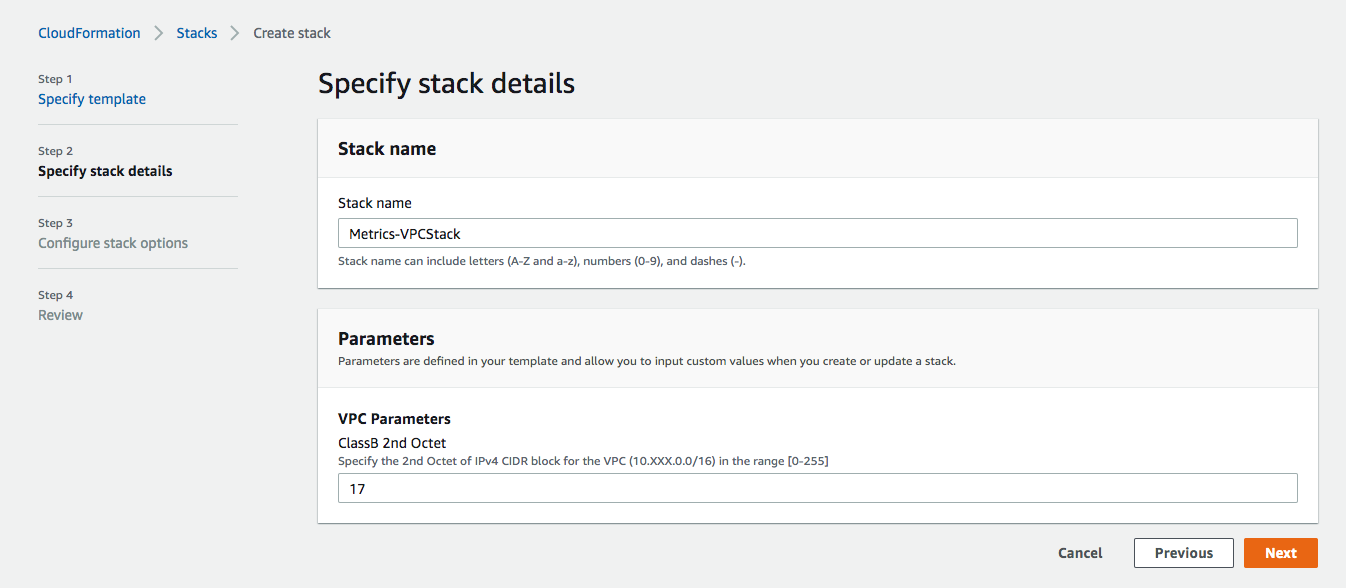 CloudFormation > Stacks > Create stack
Step 1
Specify template
Step 2
Specify stack details
Step 3
Configure stack options
Step 4
Review
Specify stack details
Stack name
Stack name
Metrics-VPCStack
Stack name can include letters (A-Z and a-z), numbers (0-9), and dashes (-).
Parameters
Parameters are defined in your template and allow you to input custom values when you create or update a stack.
VPC Parameters
ClassB 2nd Octet
Specify the 2nd Octet of IPv4 CIDR block for the VPC (10.XXX.0.0/16) in the range [0-255]
17
Cancel Previous Next